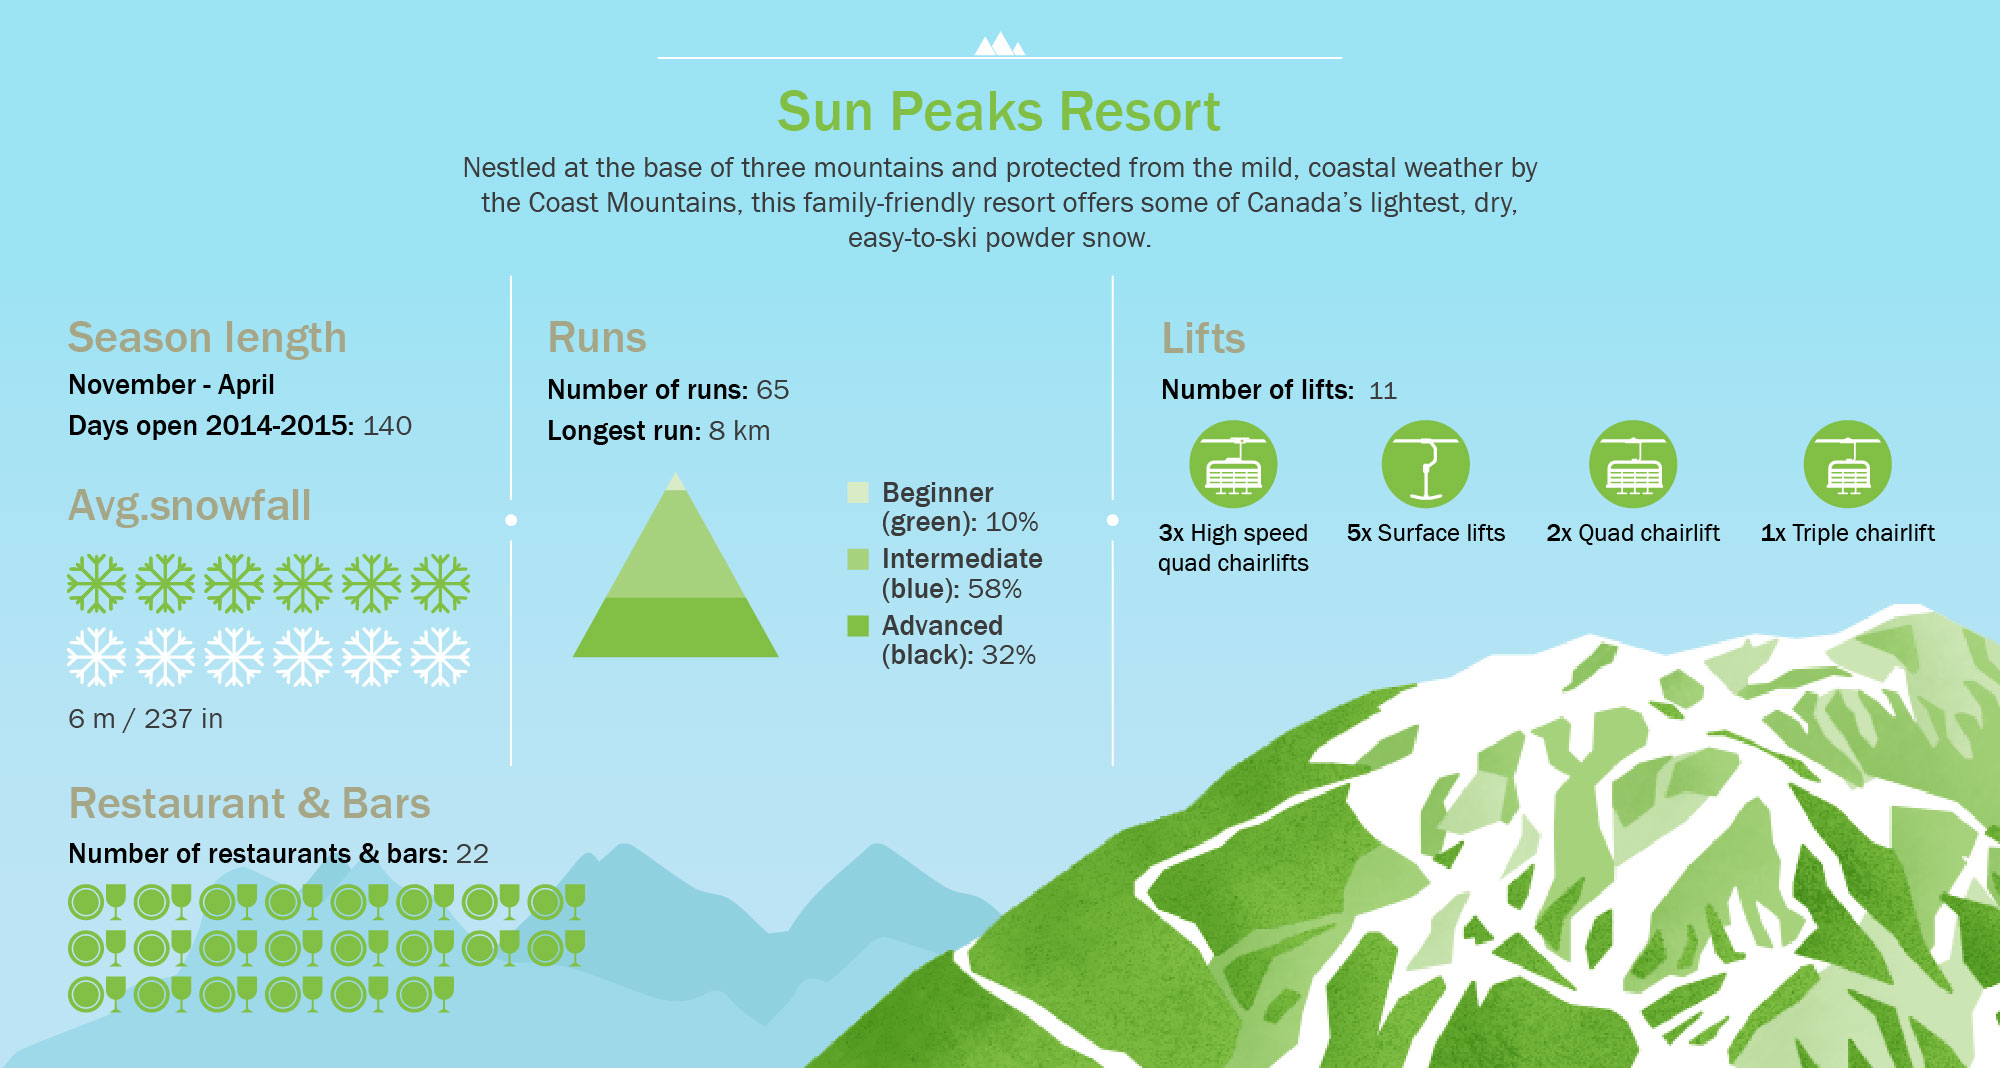 Sun Peaks Resort
Nestled at the base of three mountains and protected from the mild, coastal weather by
the Coast Mountains, this family-friendly resort offers some of Canada's lightest, dry,
easy-to-ski powder snow.
Season length
November - April
Days open 2014-2015: 140
Avg.snowfall
6 m / 237 in
Restaurant & Bars
Number of restaurants & bars: 22
Runs
Number of runs: 65
Longest run: 8 km
Beginner
(green): 10%
Intermediate
(blue): 58%
Advanced
(black): 32%
Lifts
Number of lifts: 11
3x High speed
quad chairlifts
5x Surface lifts
2x Quad chairlift
1x Triple chairlift